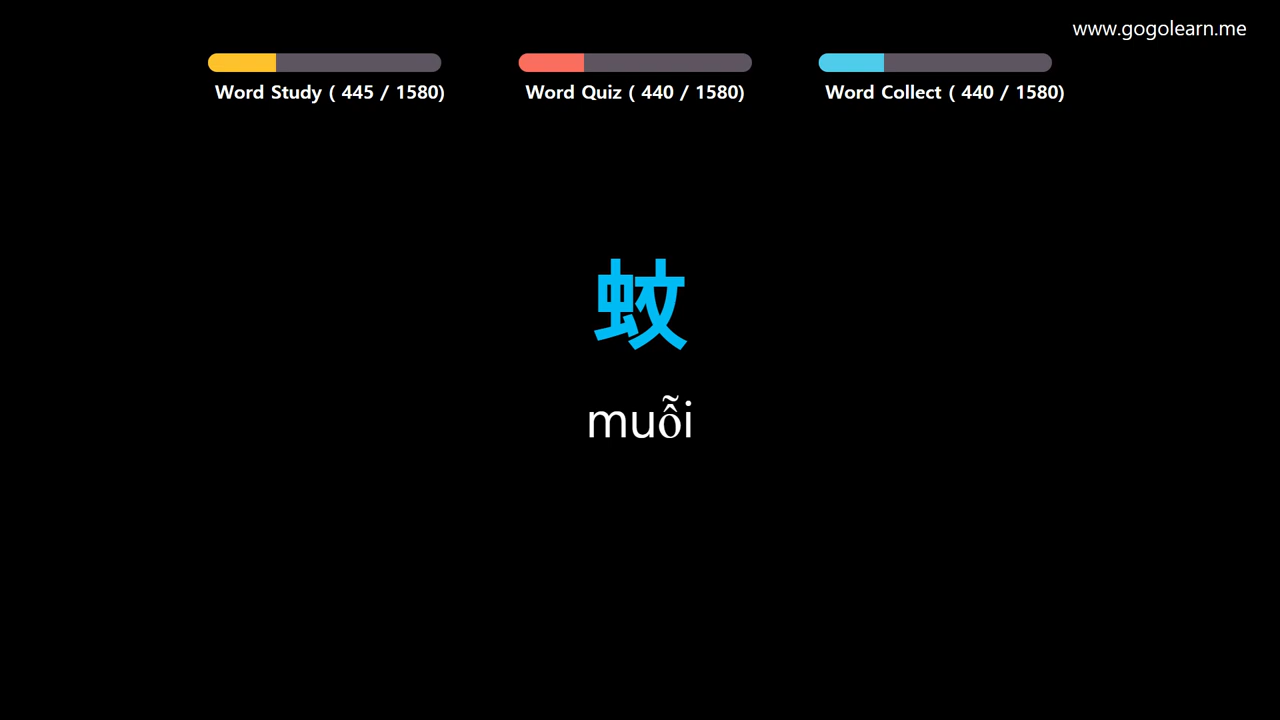 www.gogolearn.me
Word Study ( 445 / 1580)
Word Quiz ( 440 / 1580)
Word Collect ( 440 / 1580)
蚊
muỗi